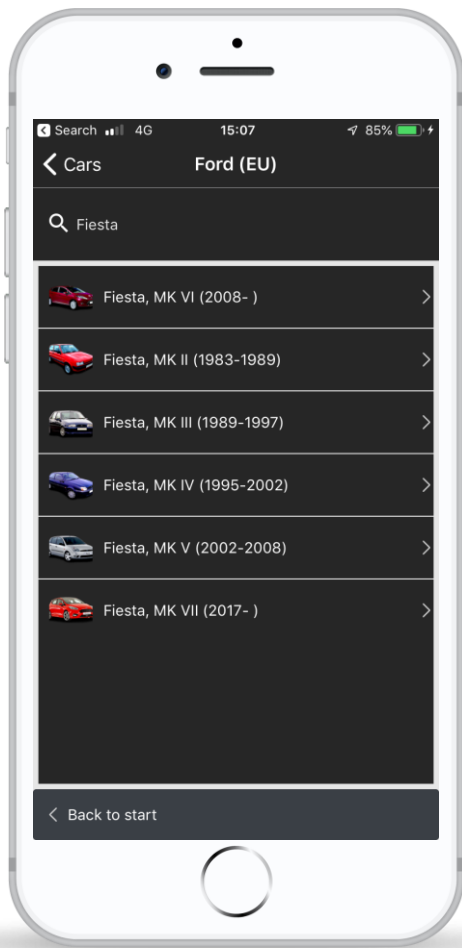 Search 4G 15:07 85%
Cars Ford (EU)
Fiesta
Fiesta, MK VI (2008- )
Fiesta, MK II (1983-1989)
Fiesta, MK III (1989-1997)
Fiesta, MK IV (1995-2002)
Fiesta, MK V (2002-2008)
Fiesta, MK VII (2017- )
Back to start